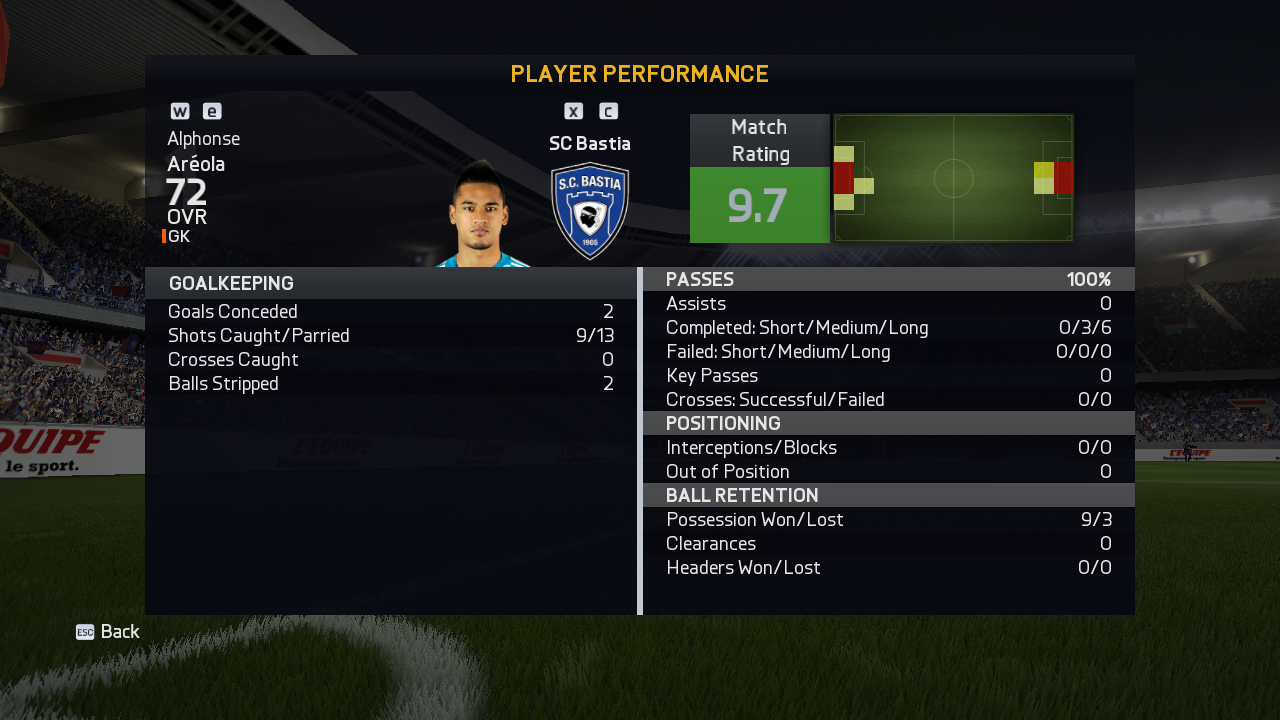 PLAYER PERFORMANCE
w e
x c
Alphonse
Aréola
72
OVR
GK
SC Bastia
S.C. BASTIA
1905
Match
Rating
9.7
GOALKEEPING
Goals Conceded 2
Shots Caught/Parried 9/13
Crosses Caught 0
Balls Stripped 2
PASSES 100%
Assists 0
Completed: Short/Medium/Long 0/3/6
Failed: Short/Medium/Long 0/0/0
Key Passes 0
Crosses: Successful/Failed 0/0
POSITIONING
Interceptions/Blocks 0/0
Out of Position 0
BALL RETENTION
Possession Won/Lost 9/3
Clearances 0
Headers Won/Lost 0/0
QUIPE
le sport.
L'EQUIPE
L'EQUIPE
ESC Back